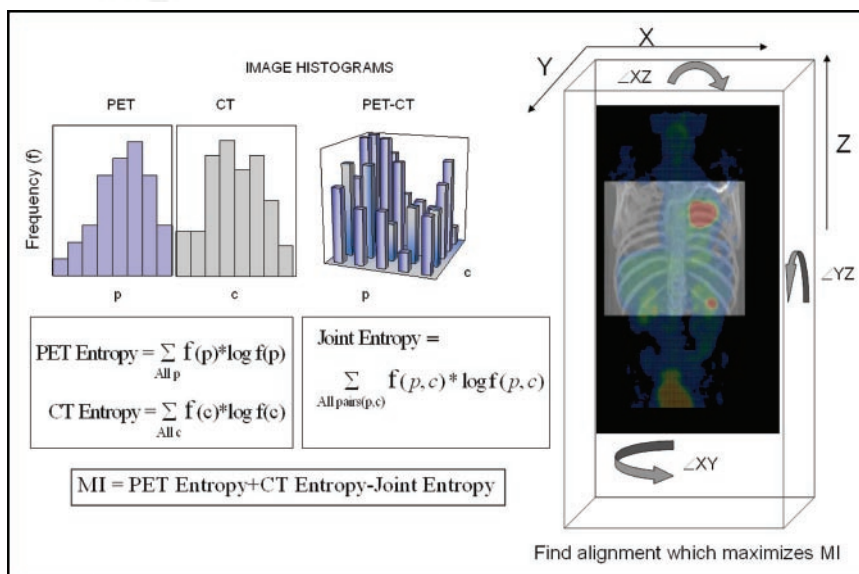 IMAGE HISTOGRAMS
PET
CT
PET-CT
Frequency (f)
p
c
p
c
PET Entropy = ∑ f(p)*log f(p)
All p
CT Entropy = ∑ f(c)*log f(c)
All c
Joint Entropy =
∑ f(p,c)*log f(p,c)
All pairs(p,c)
MI = PET Entropy+CT Entropy-Joint Entropy
X
Y
∠XZ
Z
∠YZ
∠XY
Find alignment which maximizes MI